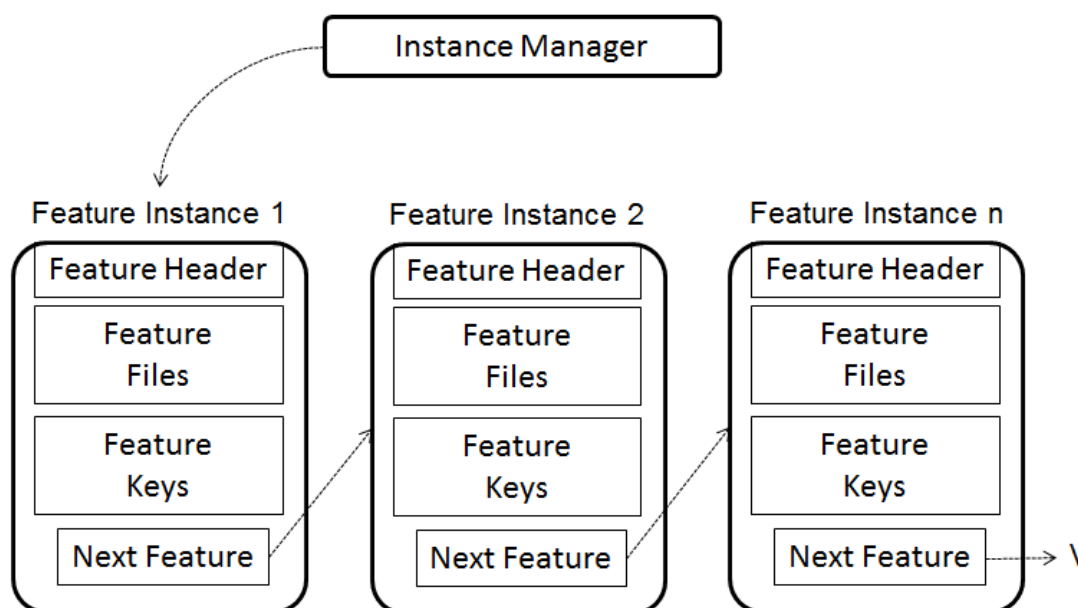 Instance Manager
Feature Instance 1
Feature Header
Feature
Files
Feature
Keys
Next Feature
Feature Instance 2
Feature Header
Feature
Files
Feature
Keys
Next Feature
Feature Instance n
Feature Header
Feature
Files
Feature
Keys
Next Feature